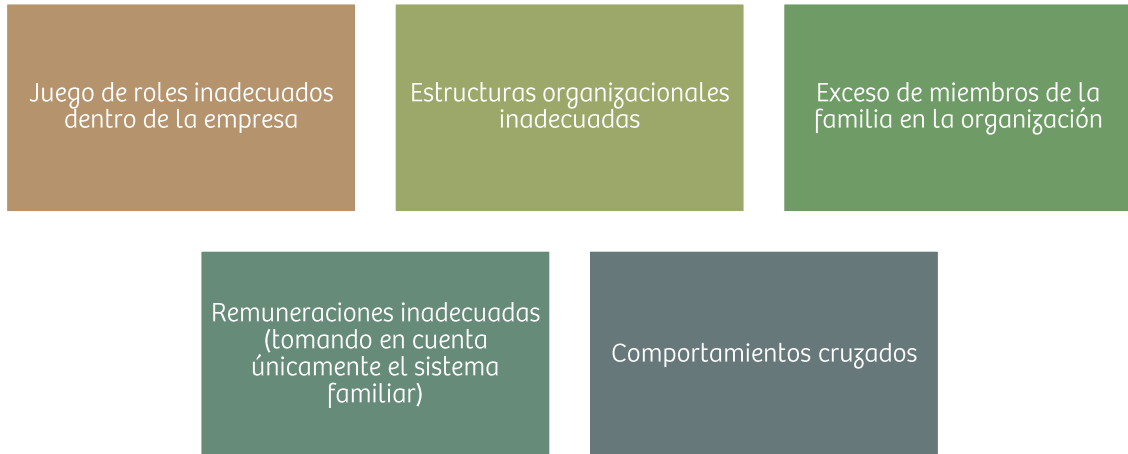 Juego de roles inadecuados
dentro de la empresa
Estructuras organizacionales
inadecuadas
Exceso de miembros de la
familia en la organización
Remuneraciones inadecuadas
(tomando en cuenta
únicamente el sistema
familiar)
Comportamientos cruzados